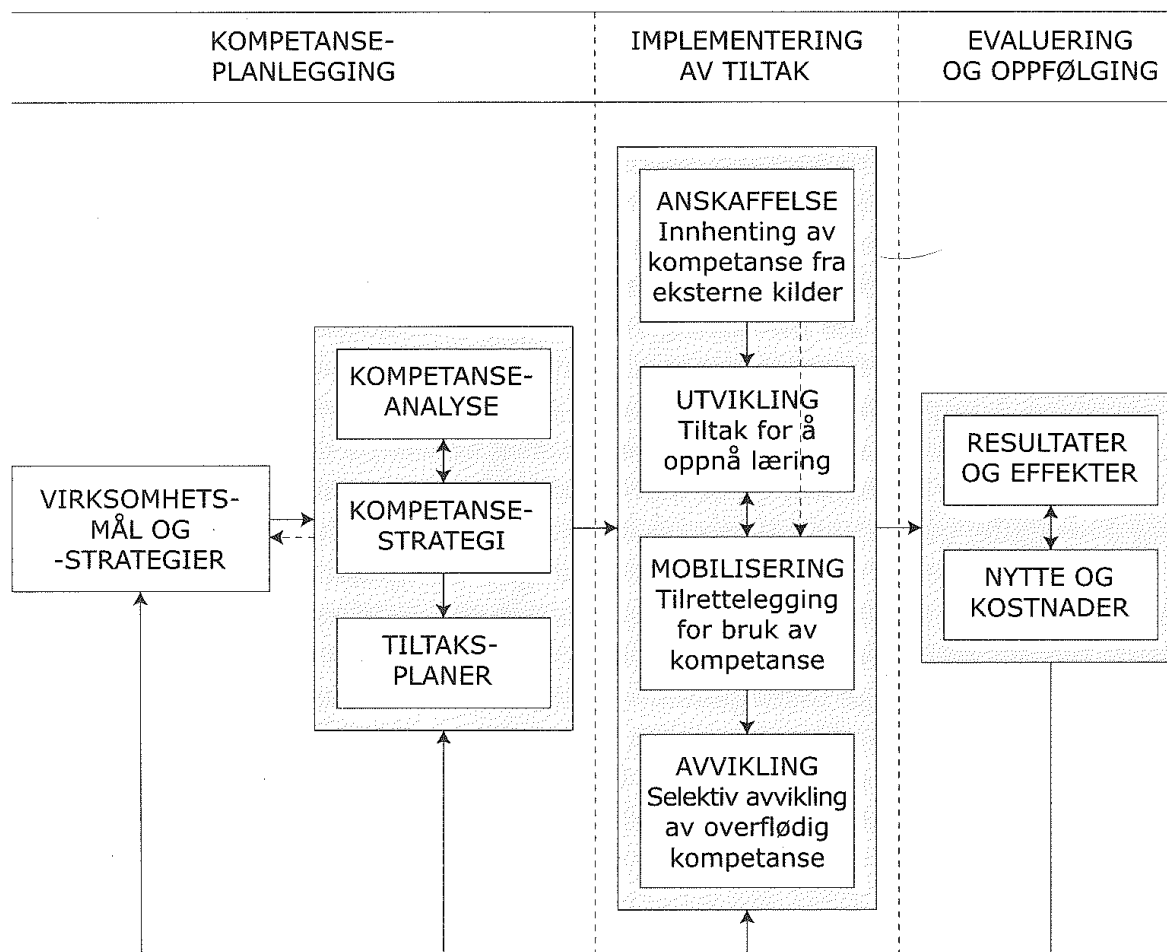 KOMPETANSE-
PLANLEGGING
IMPLEMENTERING
AV TILTAK
EVALUERING
OG OPPFØLGING
VIRKSOMHETS-
MÅL OG
-STRATEGIER
KOMPETANSE-
ANALYSE
KOMPETANSE-
STRATEGI
TILTAKS-
PLANER
ANSKAFFELSE
Innhenting av
kompetanse fra
eksterne kilder
UTVIKLING
Tiltak for å
oppnå læring
MOBILISERING
Tilrettelegging
for bruk av
kompetanse
AVVIKLING
Selektiv avvikling
av overflødig
kompetanse
RESULTATER
OG EFFEKTER
NYTTE OG
KOSTNADER